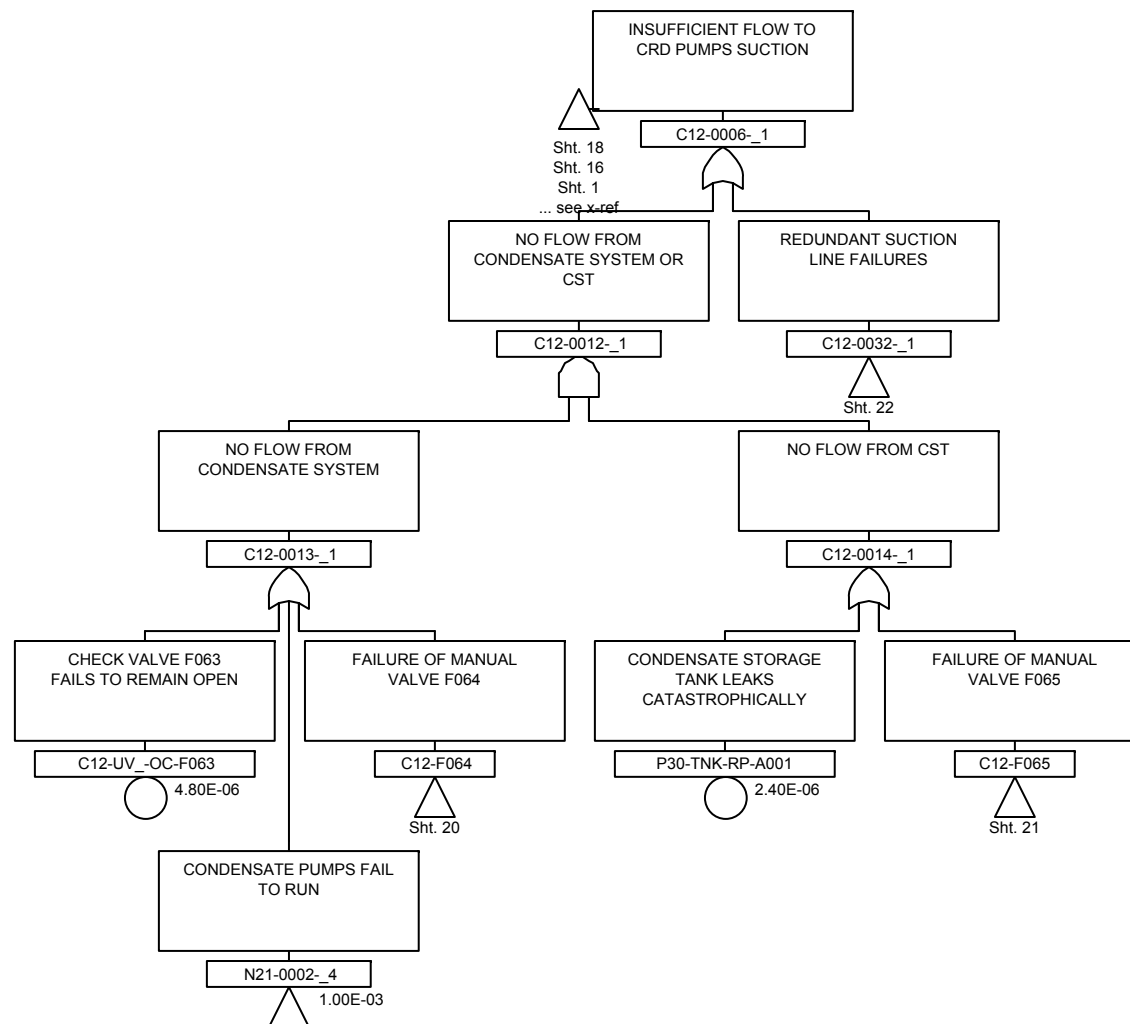 INSUFFICIENT FLOW TO
CRD PUMPS SUCTION
C12-0006-_1
Sht. 18
Sht. 16
Sht. 1
... see x-ref
NO FLOW FROM
CONDENSATE SYSTEM OR
CST
C12-0012-_1
REDUNDANT SUCTION
LINE FAILURES
C12-0032-_1
Sht. 22
NO FLOW FROM
CONDENSATE SYSTEM
C12-0013-_1
NO FLOW FROM CST
C12-0014-_1
CHECK VALVE F063
FAILS TO REMAIN OPEN
C12-UV_-OC-F063
4.80E-06
FAILURE OF MANUAL
VALVE F064
C12-F064
Sht. 20
CONDENSATE STORAGE
TANK LEAKS
CATASTROPHICALLY
P30-TNK-RP-A001
2.40E-06
FAILURE OF MANUAL
VALVE F065
C12-F065
Sht. 21
CONDENSATE PUMPS FAIL
TO RUN
N21-0002-_4
1.00E-03